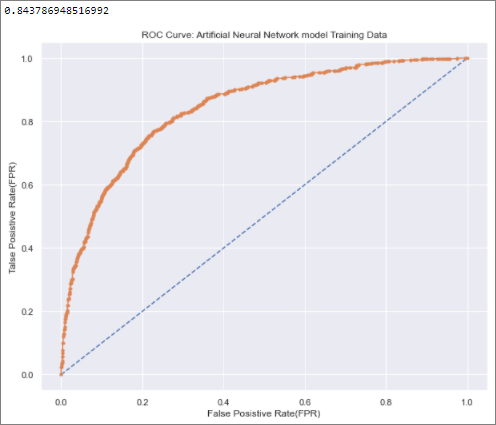 0.843786948516992
ROC Curve: Artificial Neural Network model Training Data
1.0
0.8
0.6
0.4
0.2
0.0
Talse Posistive Rate(FPR)
0.0 0.2 0.4 0.6 0.8 1.0
False Posistive Rate(FPR)